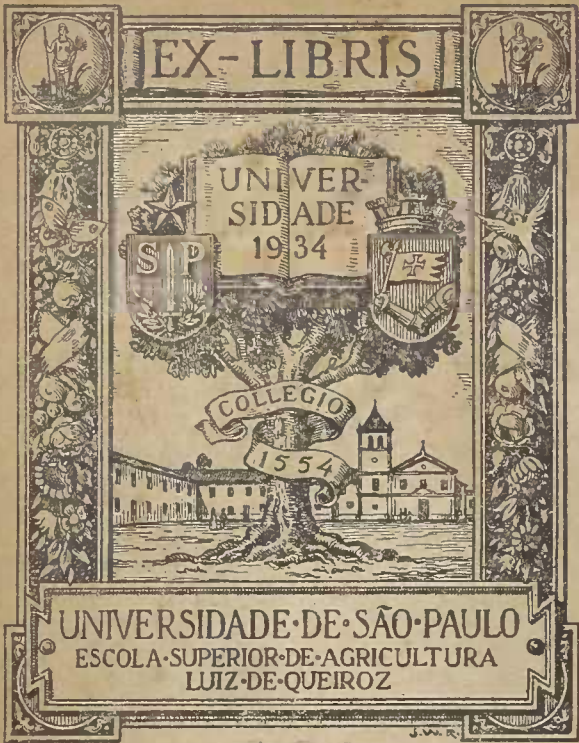 EX-LIBRIS
UNIVER-
SIDADE
1934
SP
COLLEGIO
1554
UNIVERSIDADE·DE·SÃO·PAULO
ESCOLA·SUPERIOR·DE·AGRICULTURA
LUIZ·DE·QUEIROZ
J.W.R.